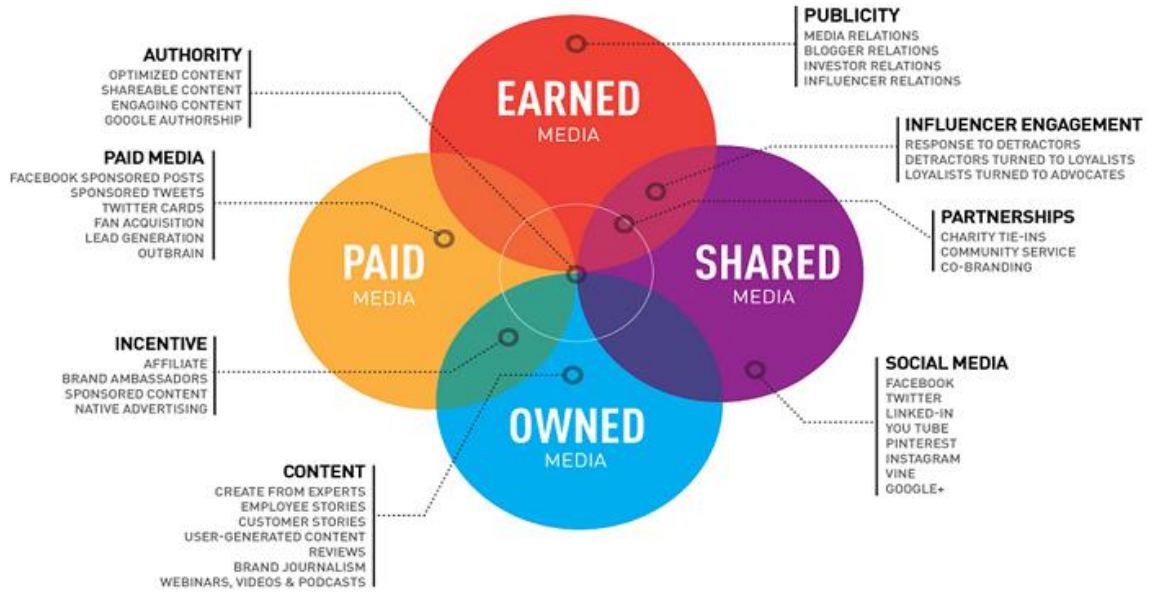 PUBLICITY
MEDIA RELATIONS
BLOGGER RELATIONS
INVESTOR RELATIONS
INFLUENCER RELATIONS
AUTHORITY
OPTIMIZED CONTENT
SHAREABLE CONTENT
ENGAGING CONTENT
GOOGLE AUTHORSHIP
EARNED
MEDIA
INFLUENCER ENGAGEMENT
RESPONSE TO DETRACTORS
DETRACTORS TURNED TO LOYALISTS
LOYALISTS TURNED TO ADVOCATES
PAID MEDIA
FACEBOOK SPONSORED POSTS
SPONSORED TWEETS
TWITTER CARDS
FAN ACQUISITION
LEAD GENERATION
OUTBRAIN
PARTNERSHIPS
CHARITY TIE-INS
COMMUNITY SERVICE
CO-BRANDING
PAID
MEDIA
SHARED
MEDIA
INCENTIVE
AFFILIATE
BRAND AMBASSADORS
SPONSORED CONTENT
NATIVE ADVERTISING
SOCIAL MEDIA
FACEBOOK
TWITTER
LINKED-IN
YOU TUBE
PINTEREST
INSTAGRAM
VINE
GOOGLE+
OWNED
MEDIA
CONTENT
CREATE FROM EXPERTS
EMPLOYEE STORIES
CUSTOMER STORIES
USER-GENERATED CONTENT
REVIEWS
BRAND JOURNALISM
WEBINARS, VIDEOS & PODCASTS